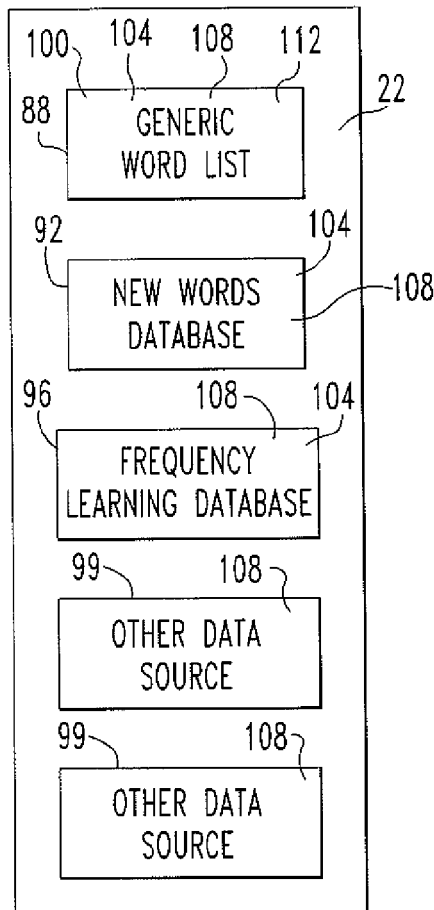 100 104 108 112
22
88
GENERIC
WORD LIST
92
104
108
NEW WORDS
DATABASE
96
108
104
FREQUENCY
LEARNING DATABASE
99
108
OTHER DATA
SOURCE
99
108
OTHER DATA
SOURCE